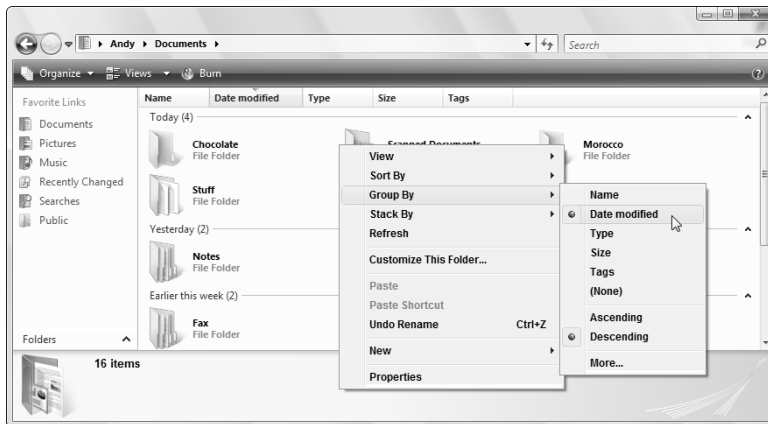 Andy Documents
Search
Organize Views Burn
Favorite Links
Documents
Pictures
Music
Recently Changed
Searches
Public
Folders
Name Date modified Type Size Tags
Today (4)
Chocolate
File Folder
Scanned Documents
Morocco
File Folder
Stuff
File Folder
Yesterday (2)
Notes
File Folder
Earlier this week (2)
Fax
File Folder
View
Sort By
Group By
Stack By
Refresh
Customize This Folder...
Paste
Paste Shortcut
Undo Rename Ctrl+Z
New
Properties
Name
Date modified
Type
Size
Tags
(None)
Ascending
Descending
More...
16 items